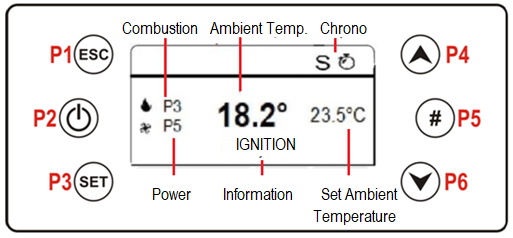 Combustion Ambient Temp. Chrono
P1 ESC S P4
P3
P2 18.2° 23.5°C # P5
P5
IGNITION
P3 SET P6
Power Information Set Ambient
Temperature